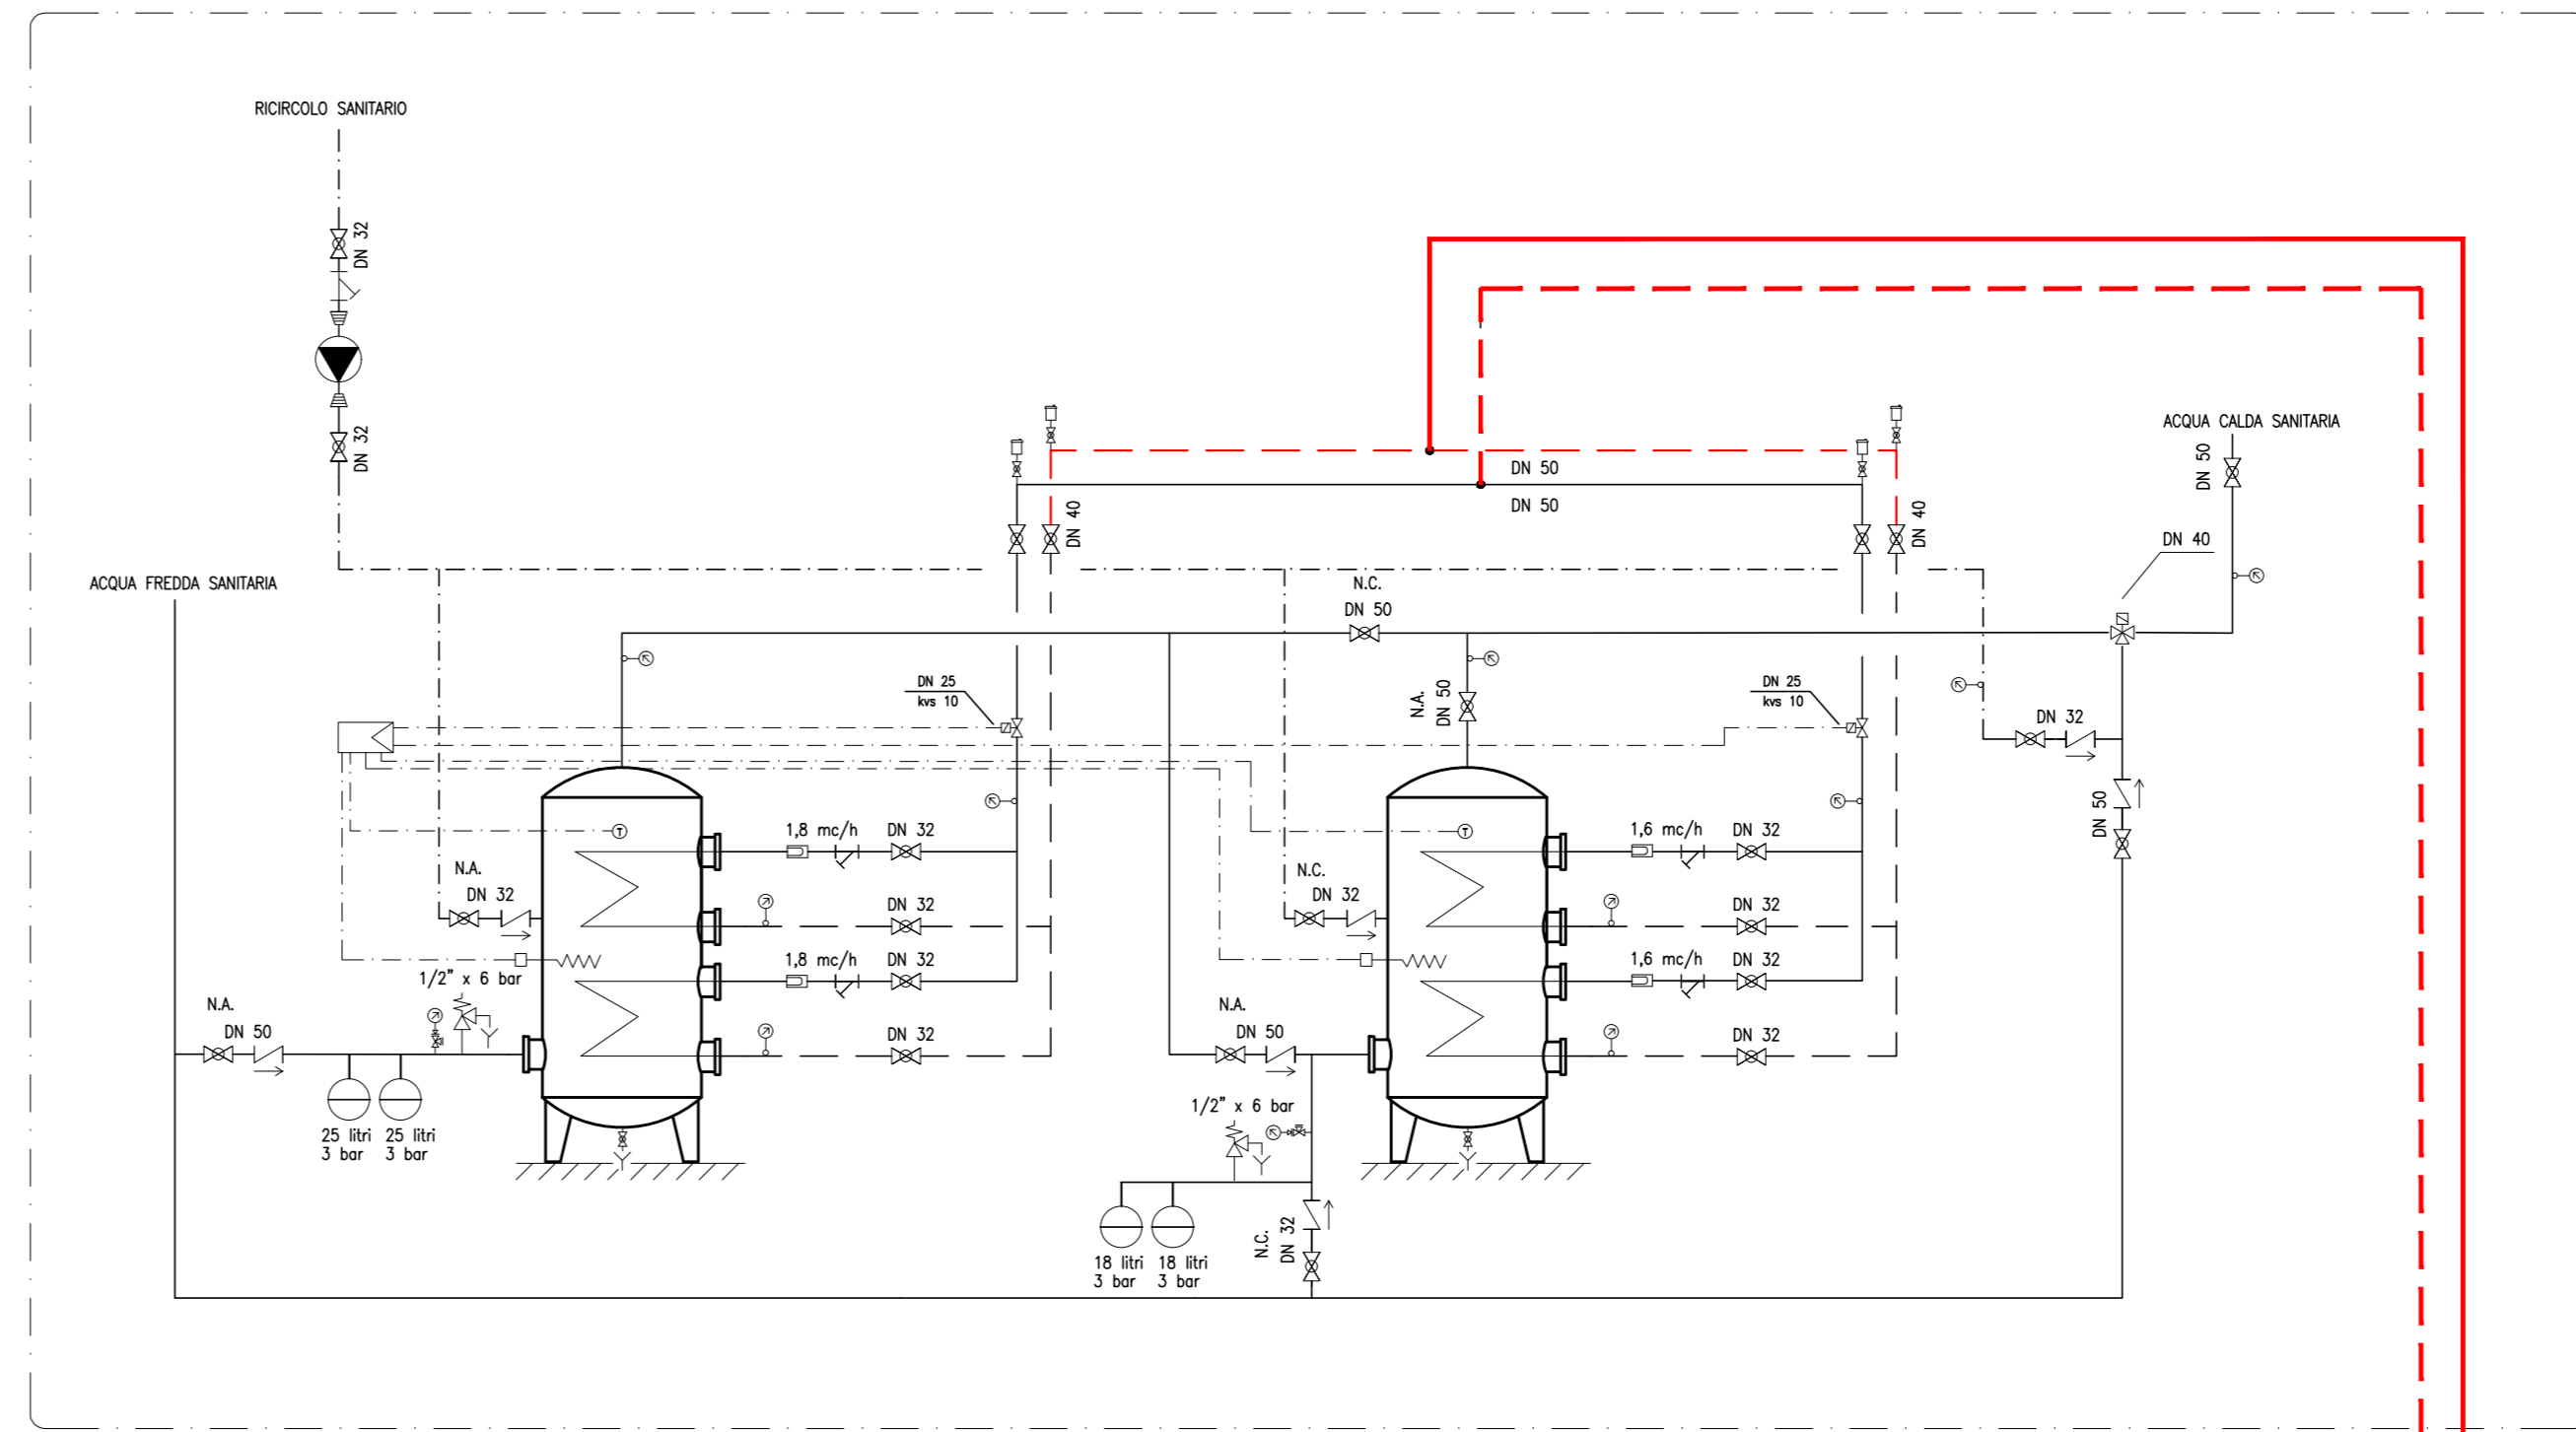 RICIRCOLO SANITARIO
DN 32
DN 32
ACQUA CALDA SANITARIA
DN 50
DN 50
DN 50
DN 40
DN 40
DN 40
ACQUA FREDDA SANITARIA
N.C.
DN 50
DN 25
kvs 10
N.A.
DN 50
DN 25
kvs 10
DN 32
DN 50
1,8 mc/h
DN 32
T
1,6 mc/h
DN 32
T
N.A.
DN 32
DN 32
N.C.
DN 32
DN 32
1,8 mc/h
DN 32
1,6 mc/h
DN 32
1/2" x 6 bar
N.A.
DN 50
DN 32
N.A.
DN 50
DN 32
25 litri
3 bar
25 litri
3 bar
1/2" x 6 bar
N.C.
DN 32
18 litri
3 bar
18 litri
3 bar